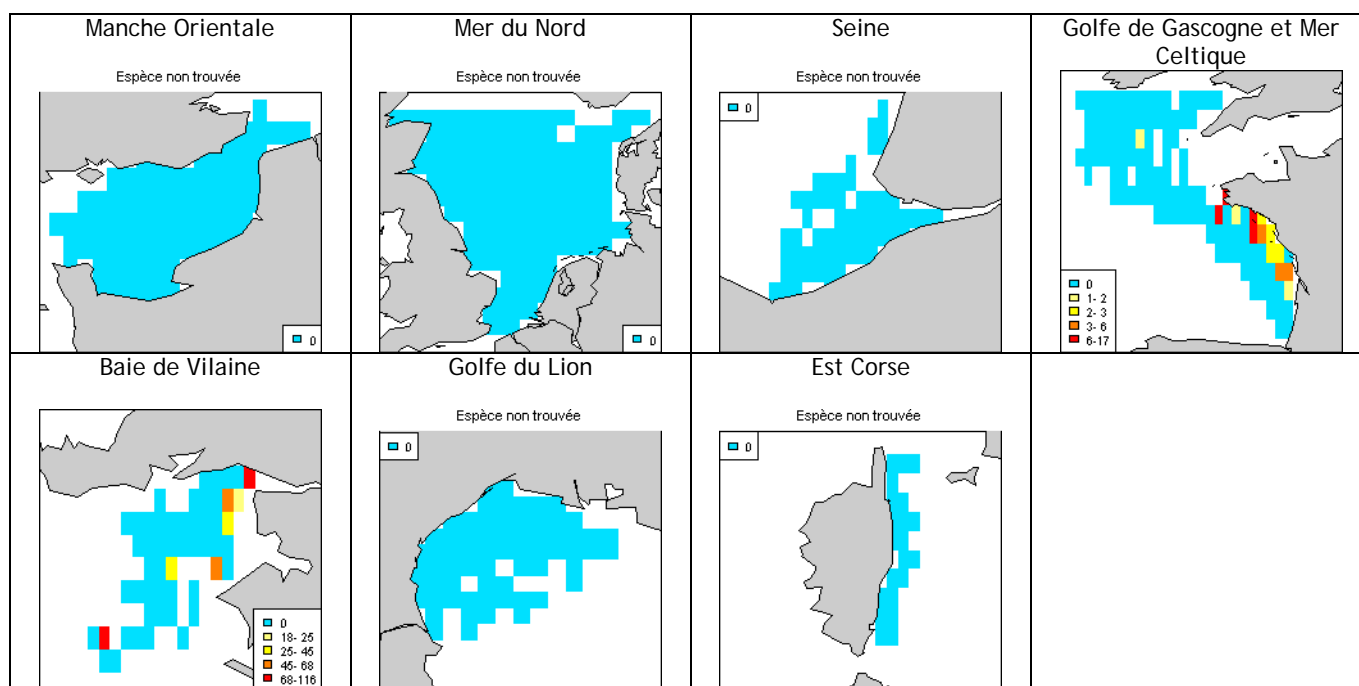 Manche Orientale
Espèce non trouvée
0
Mer du Nord
Espèce non trouvée
0
Seine
Espèce non trouvée
0
Golfe de Gascogne et Mer
Celtique
0
1- 2
2- 3
3- 6
6-17
Baie de Vilaine
0
18- 25
25- 45
45- 68
68-116
Golfe du Lion
Espèce non trouvée
0
Est Corse
Espèce non trouvée
0